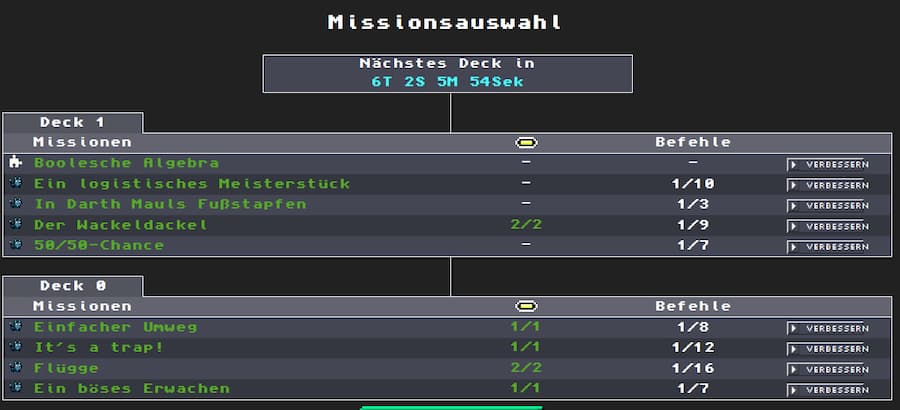 Missionsauswahl
Nächstes Deck in
6T 2S 5M 54Sek
Deck 1
Missionen Befehle
Boolesche Algebra – – VERBESSERN
Ein logistisches Meisterstück – 1/10 VERBESSERN
In Darth Mauls Fußstapfen – 1/3 VERBESSERN
Der Wackeldackel 2/2 1/9 VERBESSERN
50/50-Chance – 1/7 VERBESSERN
Deck 0
Missionen Befehle
Einfacher Umweg 1/1 1/8 VERBESSERN
It's a trap! 1/1 1/12 VERBESSERN
Flügge 2/2 1/16 VERBESSERN
Ein böses Erwachen 1/1 1/7 VERBESSERN